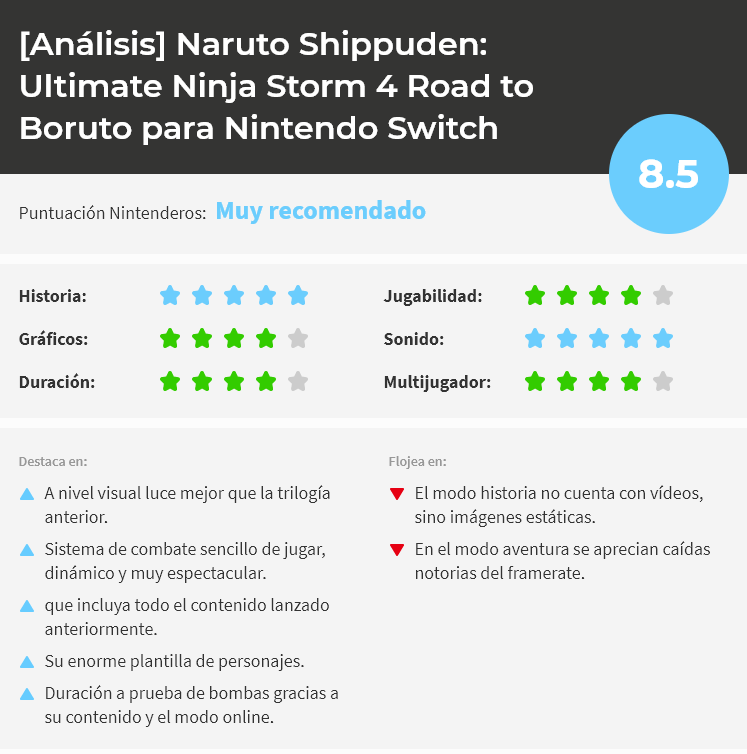 [Análisis] Naruto Shippuden:
Ultimate Ninja Storm 4 Road to
Boruto para Nintendo Switch
8.5
Puntuación Nintenderos: Muy recomendado
Historia:
Jugabilidad:
Gráficos:
Sonido:
Duración:
Multijugador:
Destaca en:
A nivel visual luce mejor que la trilogía
anterior.
Sistema de combate sencillo de jugar,
dinámico y muy espectacular.
que incluya todo el contenido lanzado
anteriormente.
Su enorme plantilla de personajes.
Duración a prueba de bombas gracias a
su contenido y el modo online.
Flojea en:
El modo historia no cuenta con vídeos,
sino imágenes estáticas.
En el modo aventura se aprecian caídas
notorias del framerate.